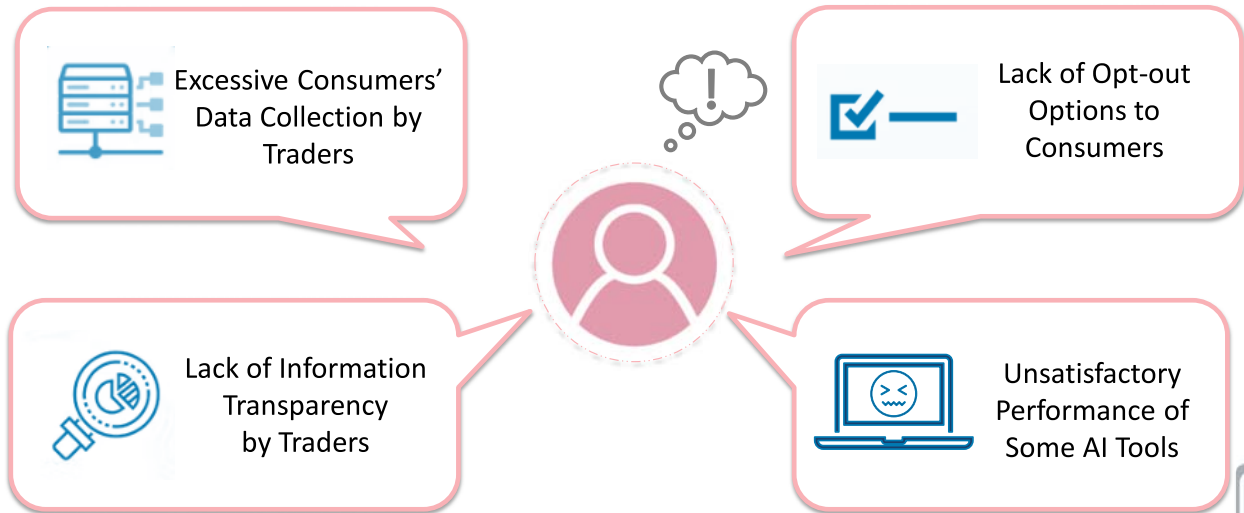 Excessive Consumers’
Data Collection by
Traders
Lack of Opt-out
Options to
Consumers
Lack of Information
Transparency
by Traders
Unsatisfactory
Performance of
Some AI Tools